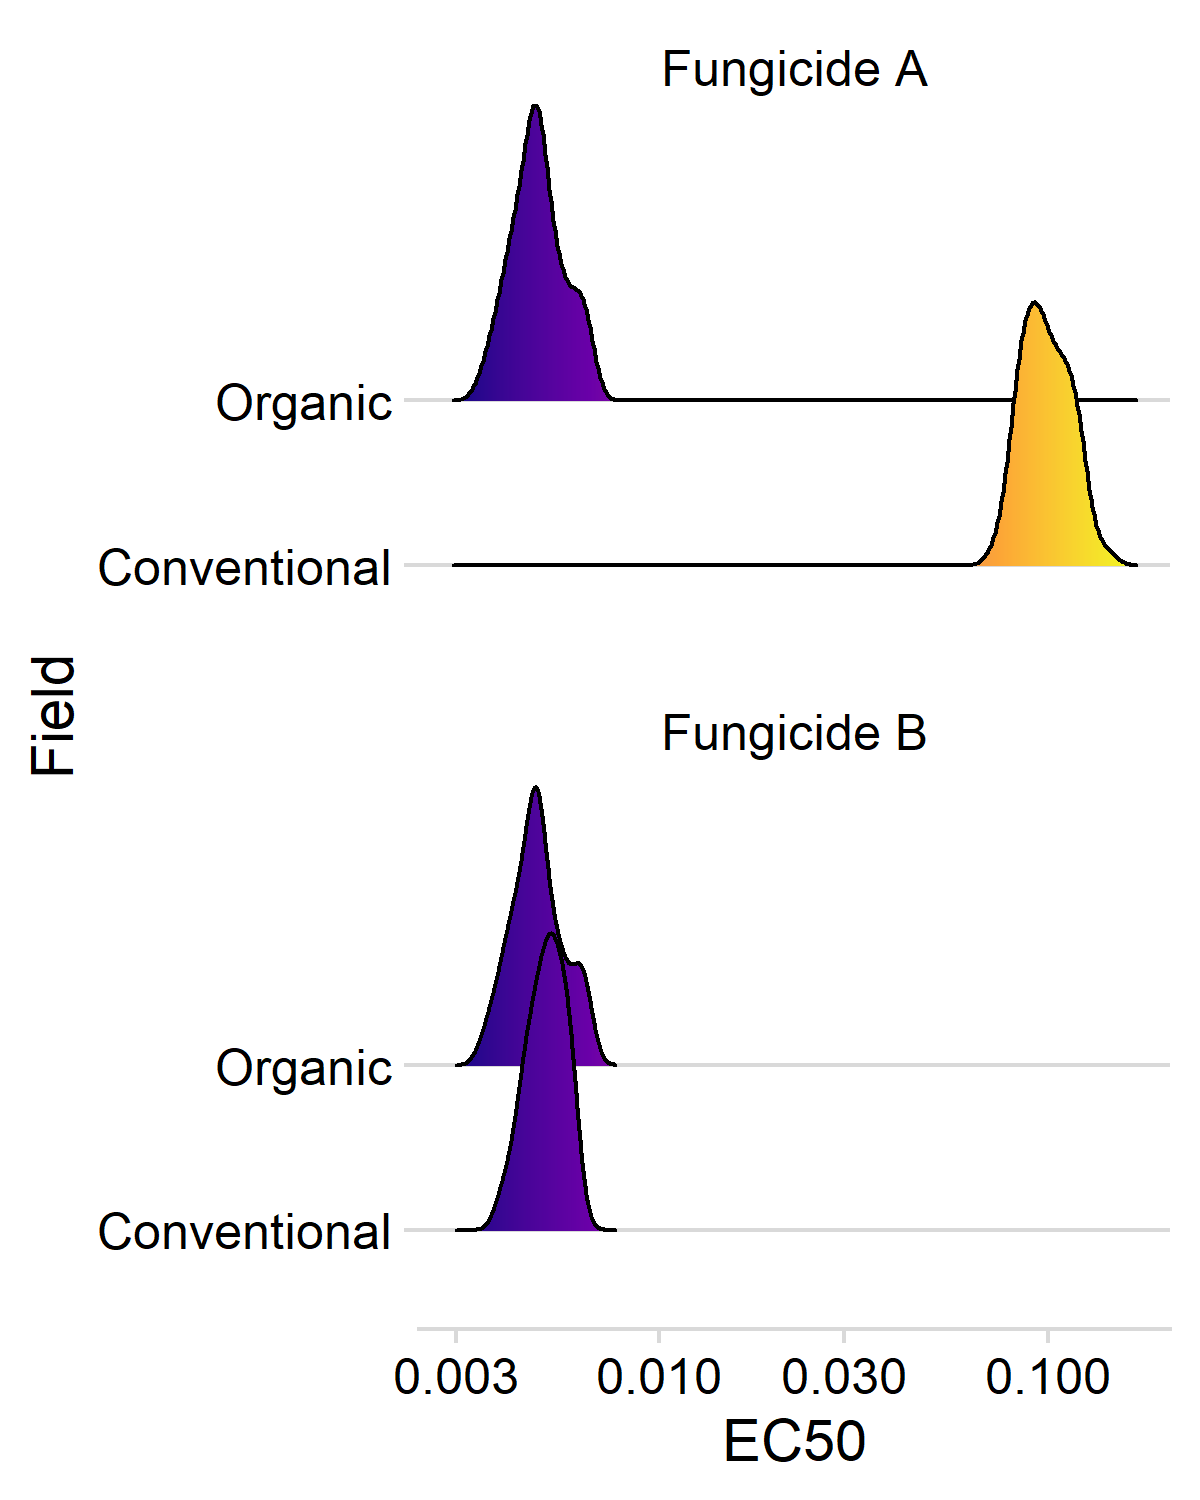 Fungicide A
Organic
Conventional
Field
Fungicide B
Organic
Conventional
0.003 0.010 0.030 0.100
EC50